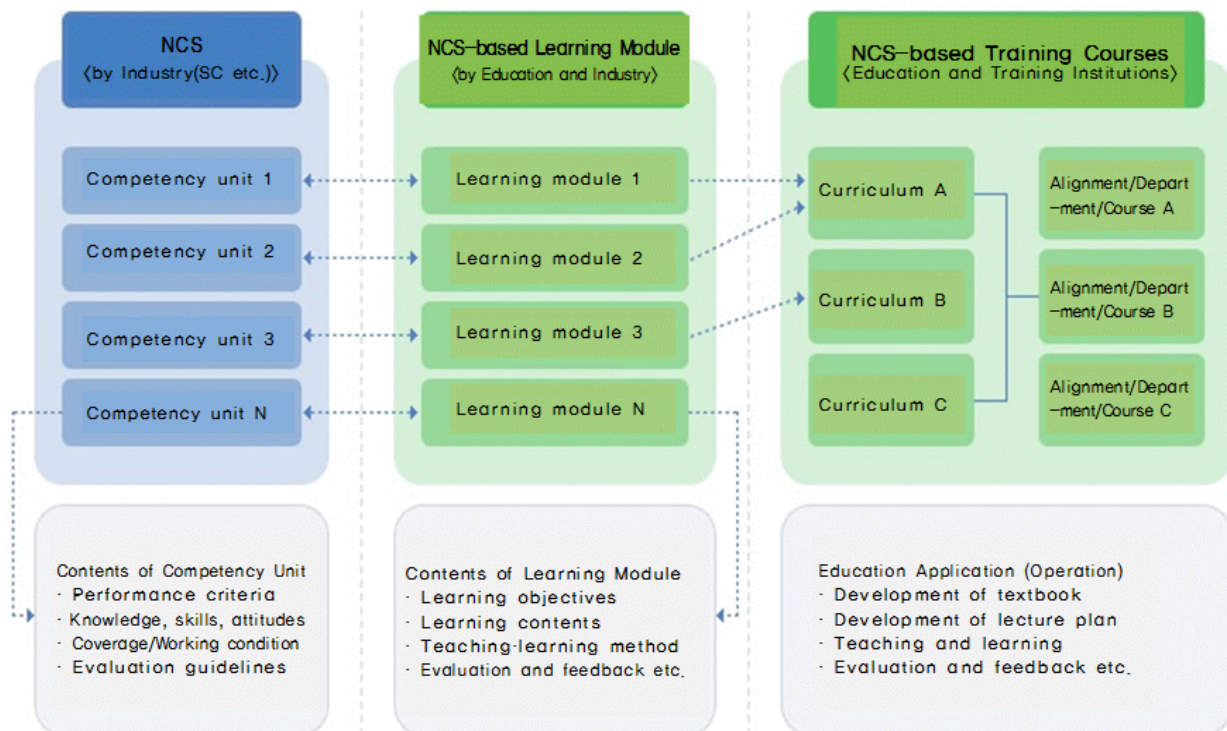 NCS
〈by Industry(SC etc.)〉
Competency unit 1
Competency unit 2
Competency unit 3
Competency unit N
Contents of Competency Unit
· Performance criteria
· Knowledge, skills, attitudes
· Coverage/Working condition
· Evaluation guidelines
NCS-based Learning Module
〈by Education and Industry〉
Learning module 1
Learning module 2
Learning module 3
Learning module N
Contents of Learning Module
· Learning objectives
· Learning contents
· Teaching-learning method
· Evaluation and feedback etc.
NCS-based Training Courses
〈Education and Training Institutions〉
Curriculum A
Curriculum B
Curriculum C
Alignment/Depart
-ment/Course A
Alignment/Depart
-ment/Course B
Alignment/Depart
-ment/Course C
Education Application (Operation)
· Development of textbook
· Development of lecture plan
· Teaching and learning
· Evaluation and feedback etc.